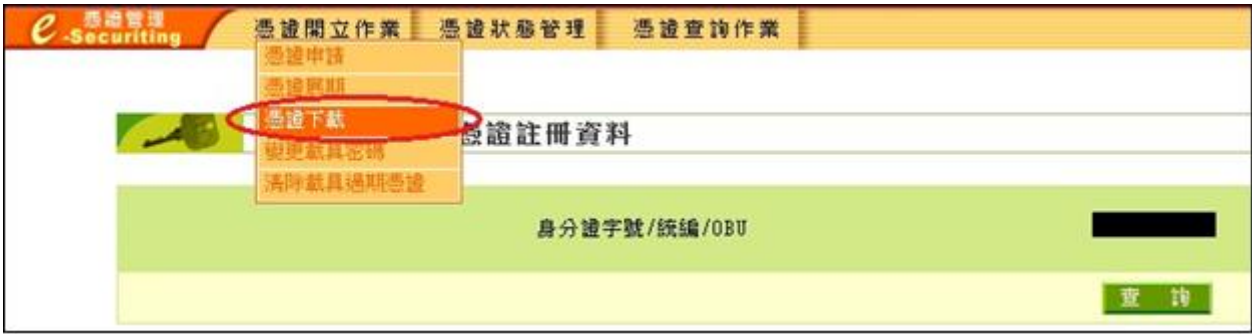 憑證管理
e-Securiting
憑證開立作業 憑證狀態管理 憑證查詢作業
憑證申請
憑證展期
憑證下載
憑證註冊資料
變更載具密碼
清除載具過期憑證
身分證字號/統編/OBU
查 詢